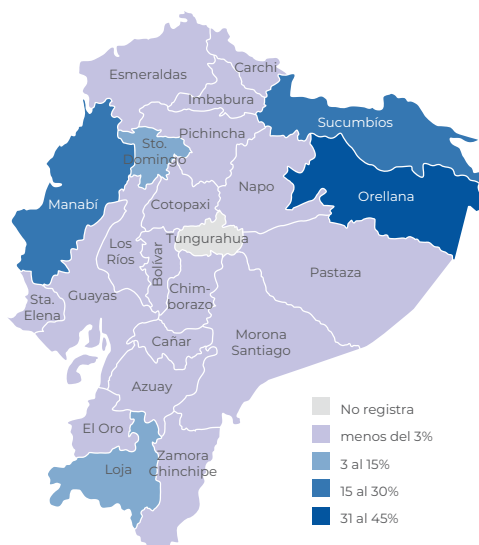 Esmeraldas
Carchi
Imbabura
Sucumbíos
Pichincha
Sto.
Domingo
Napo
Orellana
Manabí
Cotopaxi
Tungurahua
Los
Ríos
Bolívar
Pastaza
Sta.
Elena
Guayas
Chim-
borazo
Cañar
Morona
Santiago
Azuay
El Oro
Zamora
Chinchipe
Loja
No registra
menos del 3%
3 al 15%
15 al 30%
31 al 45%